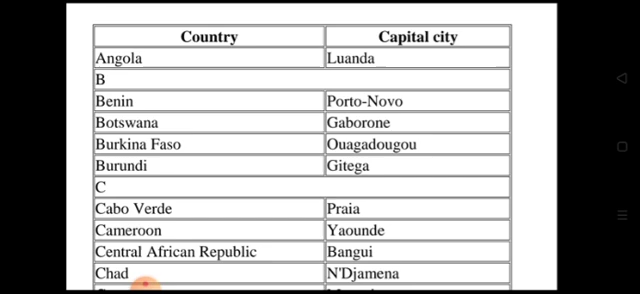 Country Capital city
Angola Luanda
B
Benin Porto-Novo
Botswana Gaborone
Burkina Faso Ouagadougou
Burundi Gitega
C
Cabo Verde Praia
Cameroon Yaounde
Central African Republic Bangui
Chad N'Djamena